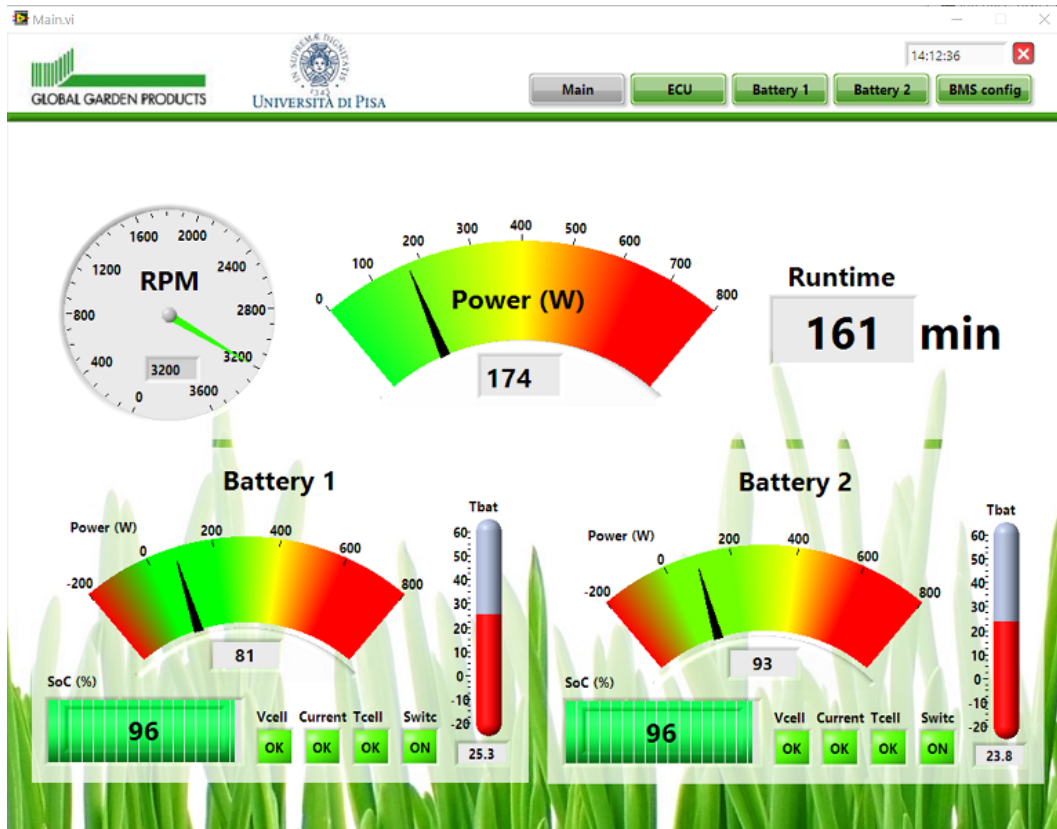 Main.vi
14:12:36
GLOBAL GARDEN PRODUCTS
IN SUPREMÆ DIGNITATIS
1343
UNIVERSITÀ DI PISA
Main ECU Battery 1 Battery 2 BMS config
RPM
0 400 800 1200 1600 2000 2400 2800 3200 3600
3200
Power (W)
0 100 200 300 400 500 600 700 800
174
Runtime
161 min
Battery 1
Power (W)
-200 0 200 400 600 800
81
Tbat
60
50
40
30
20
10
0
-10
-20
25.3
SoC (%)
96
Vcell Current Tcell Switc
OK OK OK ON
Battery 2
Power (W)
-200 0 200 400 600 800
93
Tbat
60
50
40
30
20
10
0
-10
-20
23.8
SoC (%)
96
Vcell Current Tcell Switc
OK OK OK ON